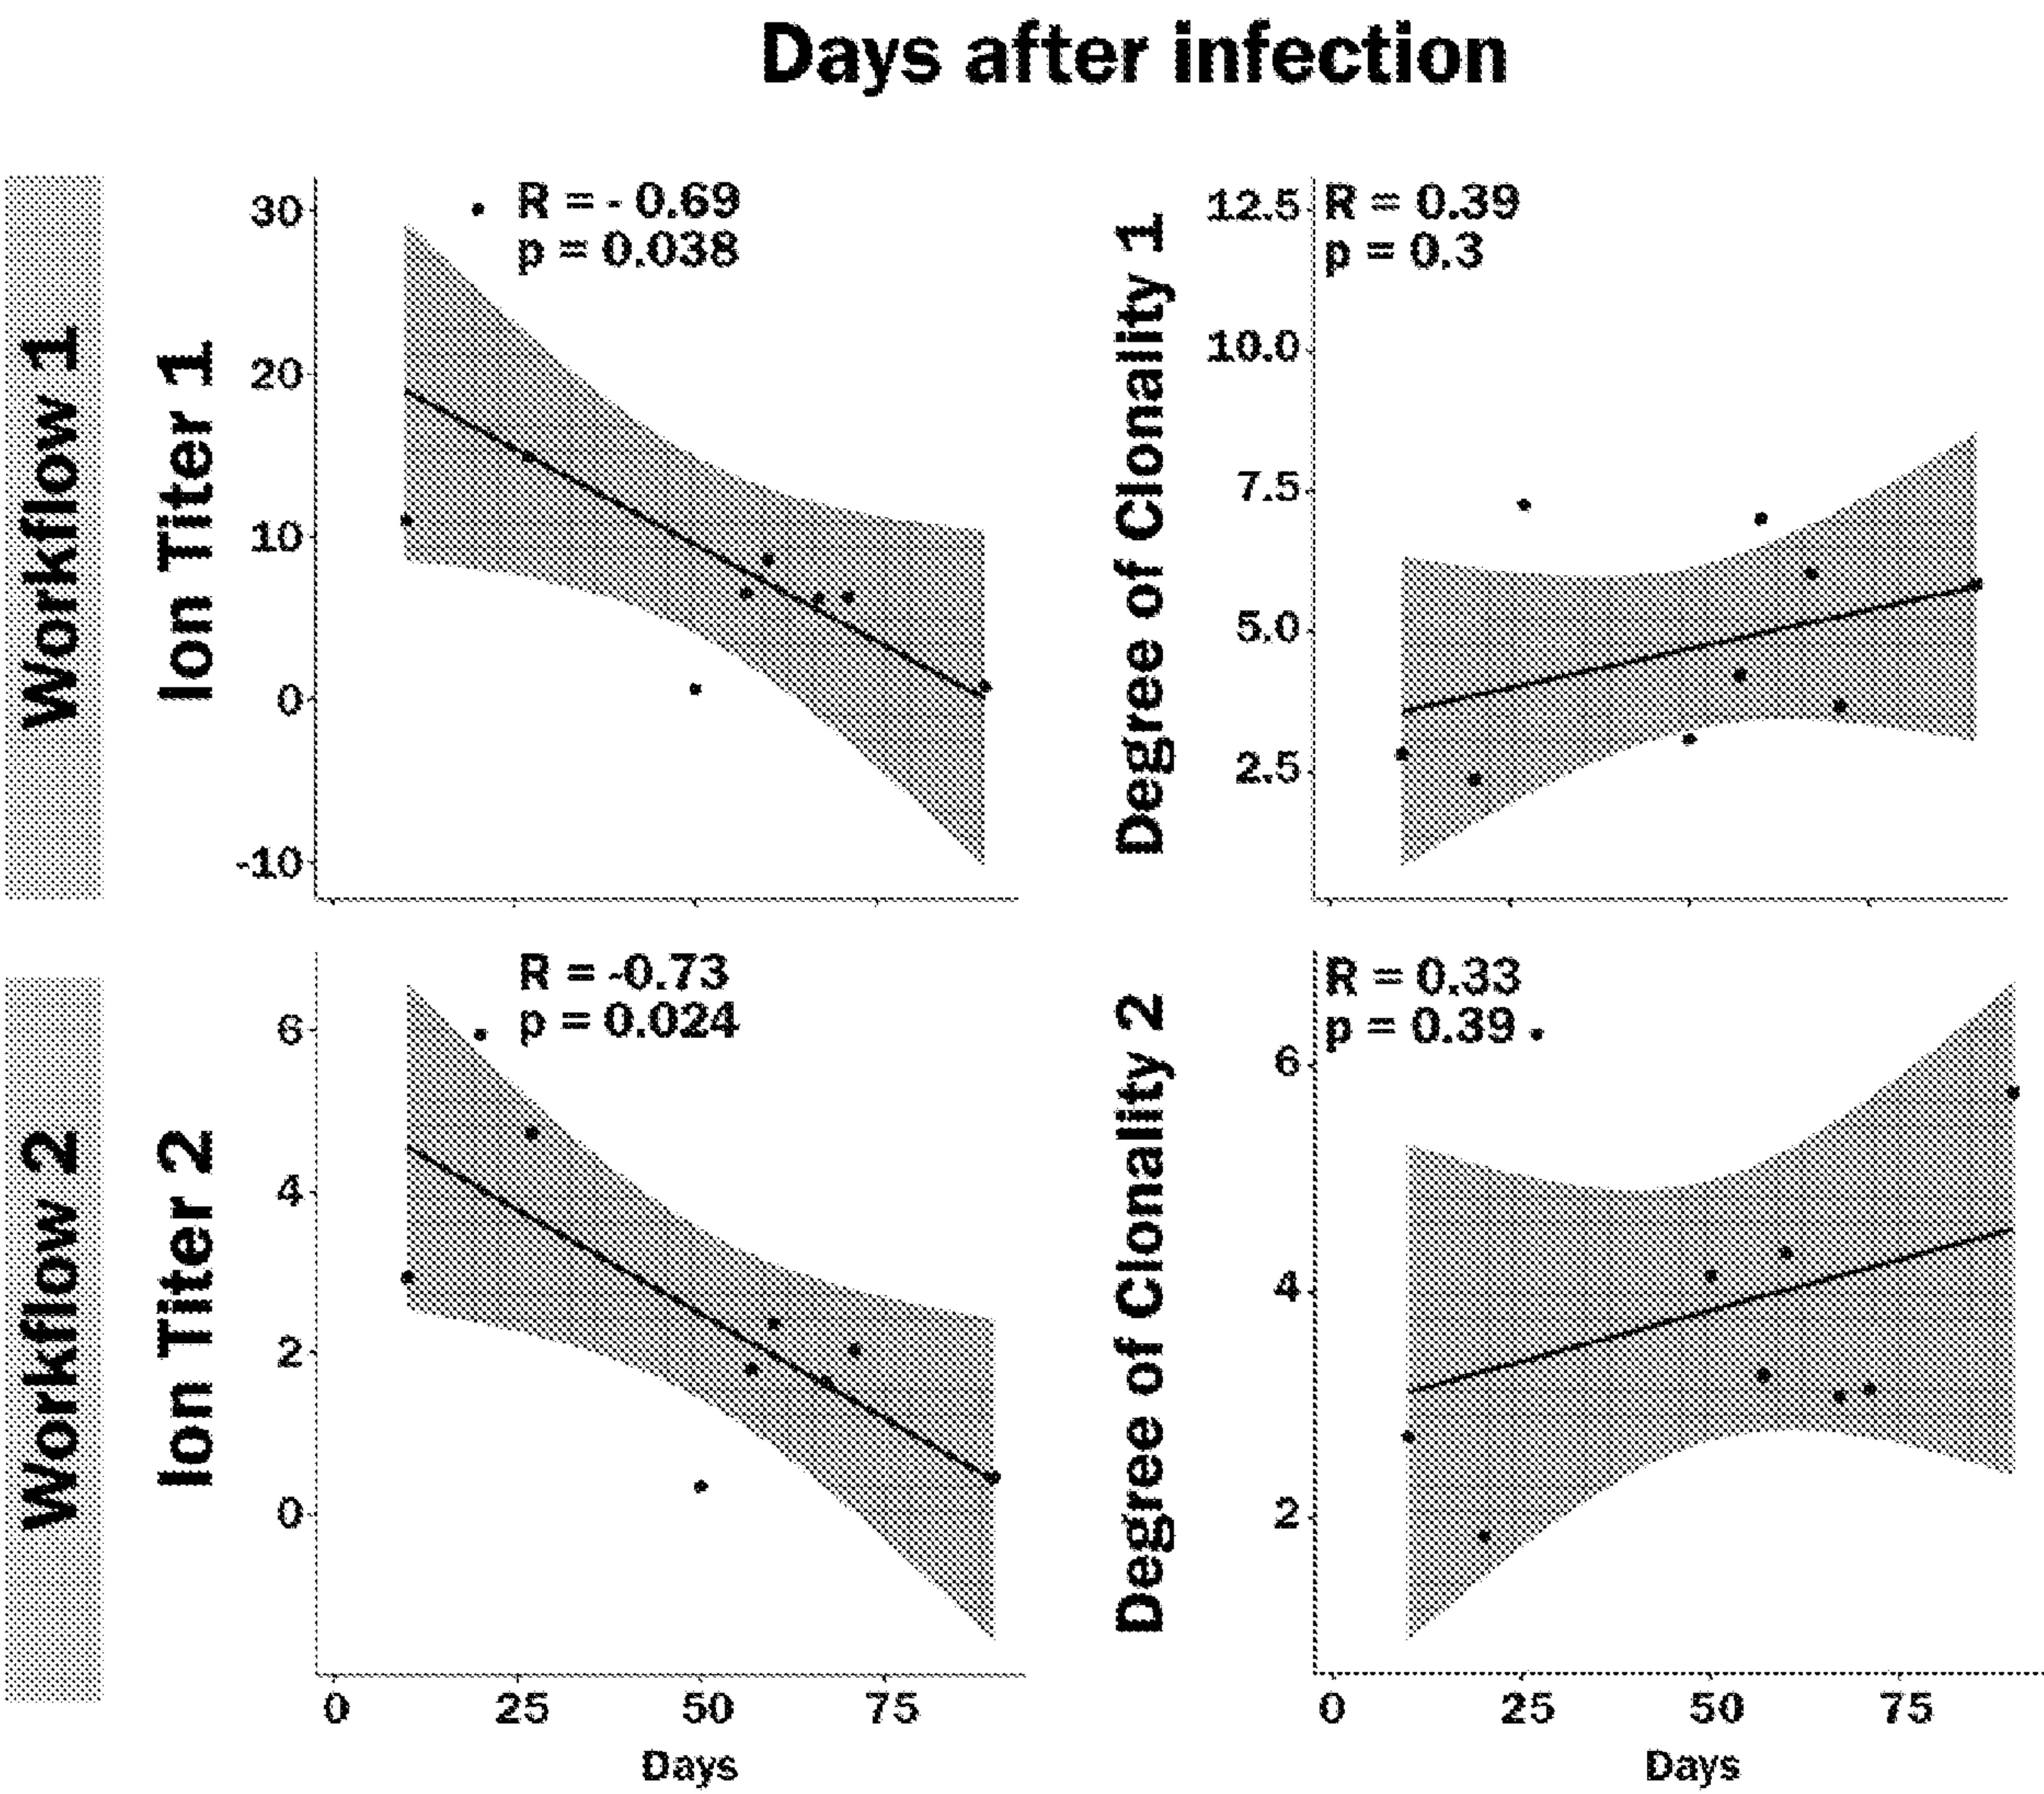 Days after infection
Workflow 1
Ion Titer 1
30
20
10
0
-10
R = - 0.69
p = 0.038
Degree of Clonality 1
12.5
10.0
7.5
5.0
2.5
R = 0.39
p = 0.3
Workflow 2
Ion Titer 2
6
4
2
0
R = -0.73
p = 0.024
0 25 50 75
Days
Degree of Clonality 2
6
4
2
R = 0.33
p = 0.39
0 25 50 75
Days